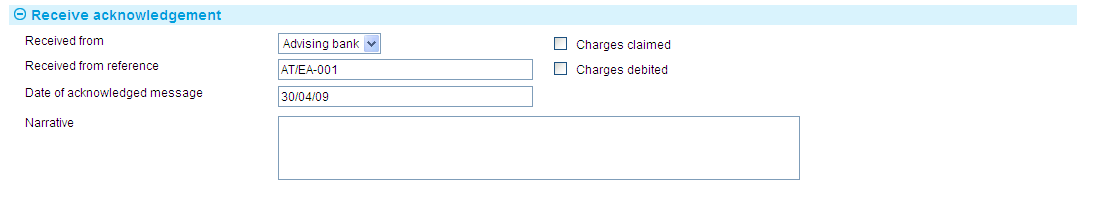 Receive acknowledgement
Received from Advising bank Charges claimed
Received from reference AT/EA-001 Charges debited
Date of acknowledged message 30/04/09
Narrative